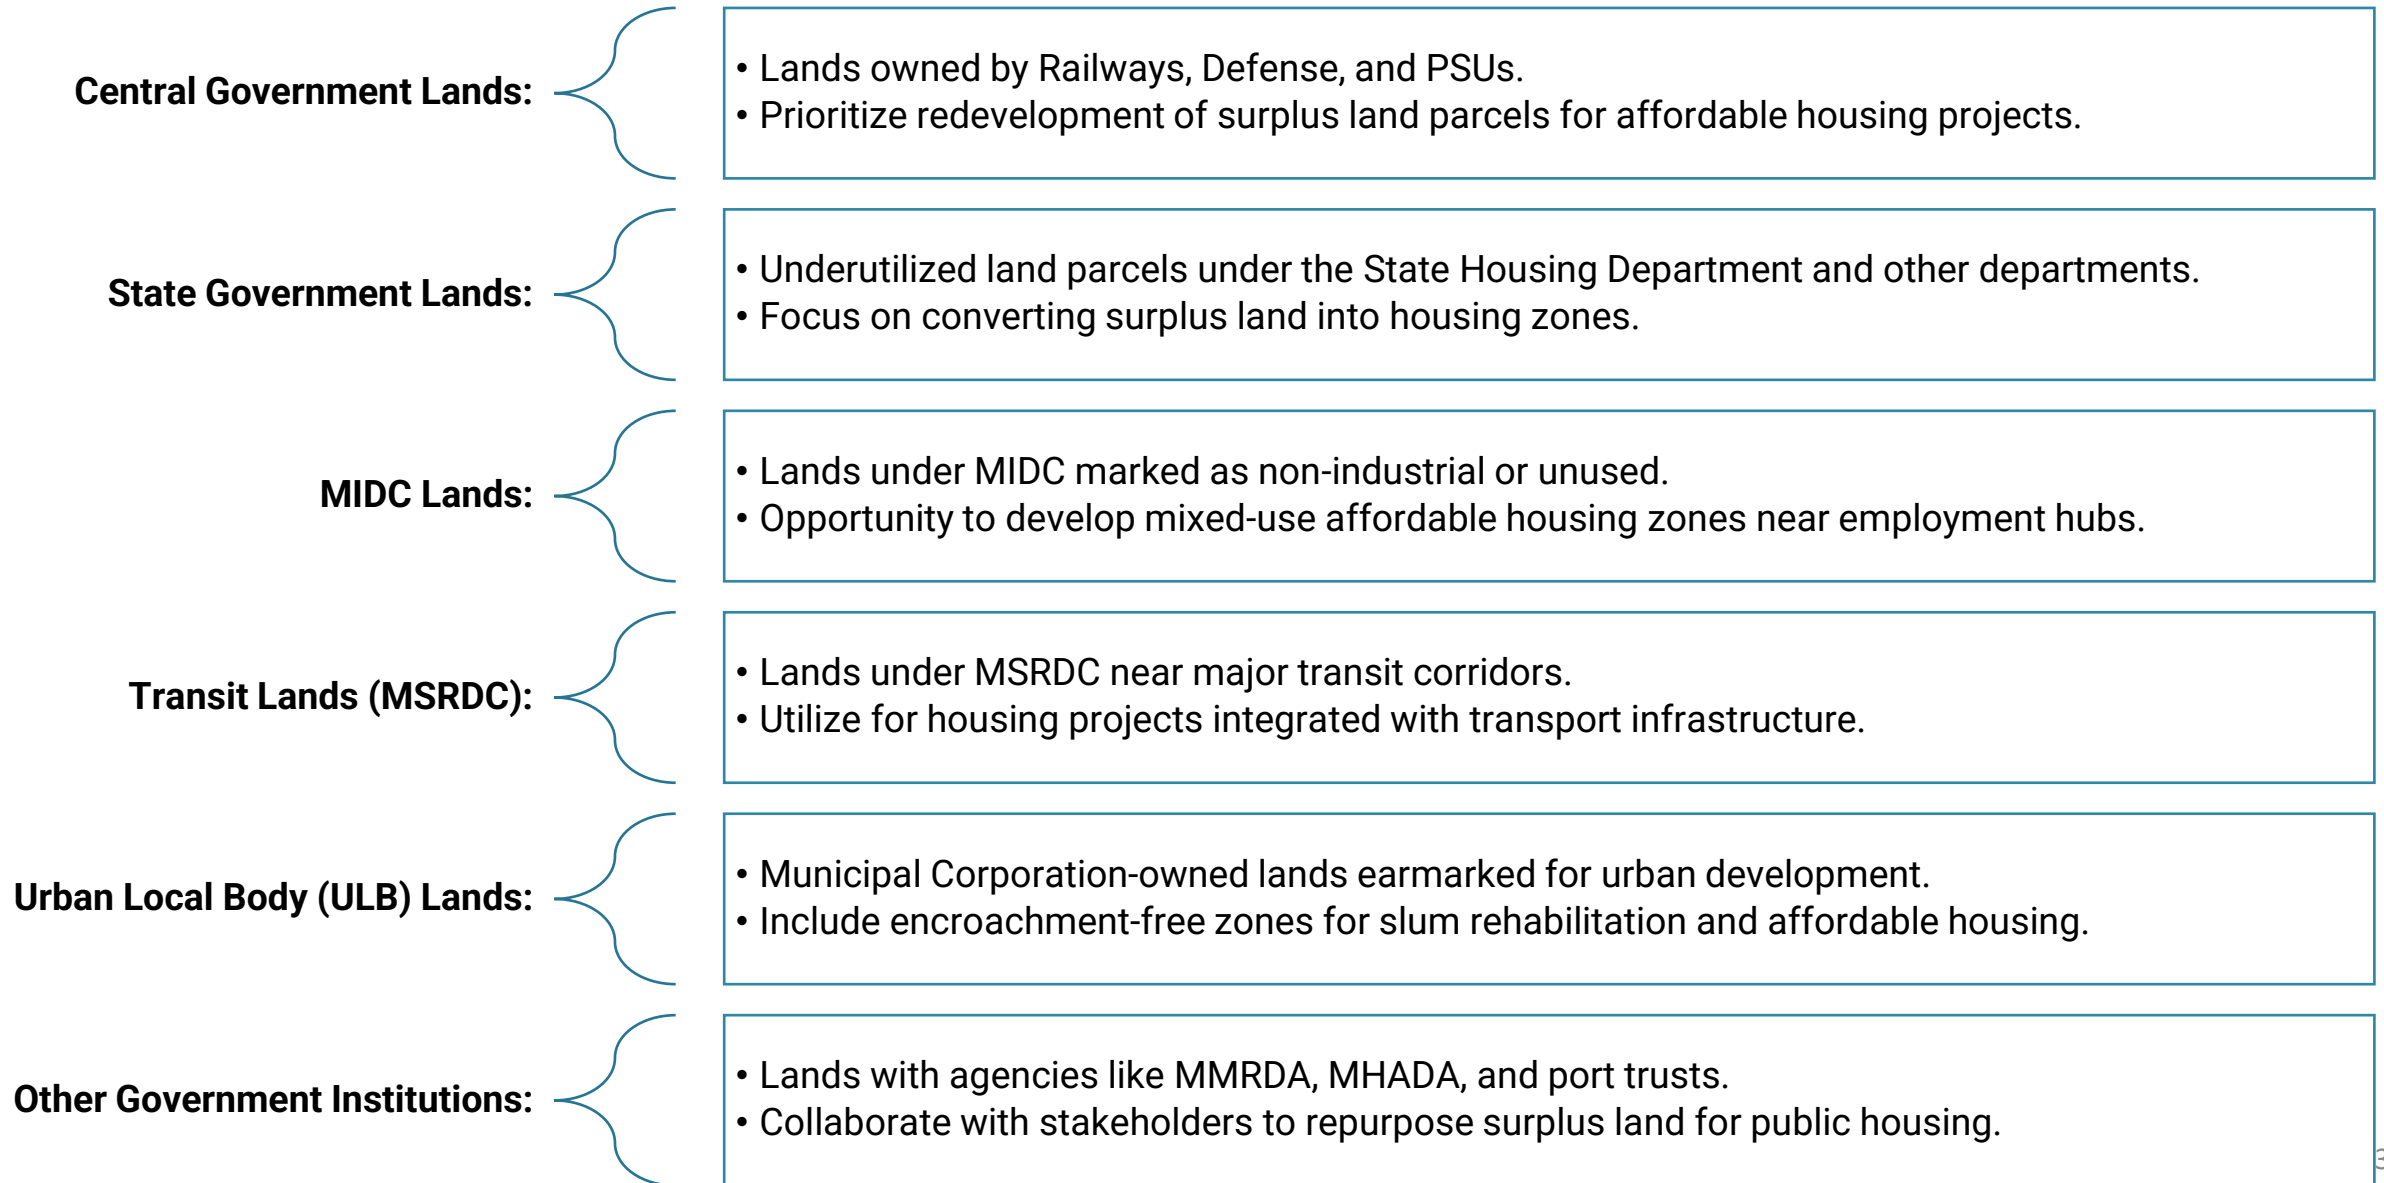 Central Government Lands:
• Lands owned by Railways, Defense, and PSUs.
• Prioritize redevelopment of surplus land parcels for affordable housing projects.
State Government Lands:
• Underutilized land parcels under the State Housing Department and other departments.
• Focus on converting surplus land into housing zones.
MIDC Lands:
• Lands under MIDC marked as non-industrial or unused.
• Opportunity to develop mixed-use affordable housing zones near employment hubs.
Transit Lands (MSRDC):
• Lands under MSRDC near major transit corridors.
• Utilize for housing projects integrated with transport infrastructure.
Urban Local Body (ULB) Lands:
• Municipal Corporation-owned lands earmarked for urban development.
• Include encroachment-free zones for slum rehabilitation and affordable housing.
Other Government Institutions:
• Lands with agencies like MMRDA, MHADA, and port trusts.
• Collaborate with stakeholders to repurpose surplus land for public housing.